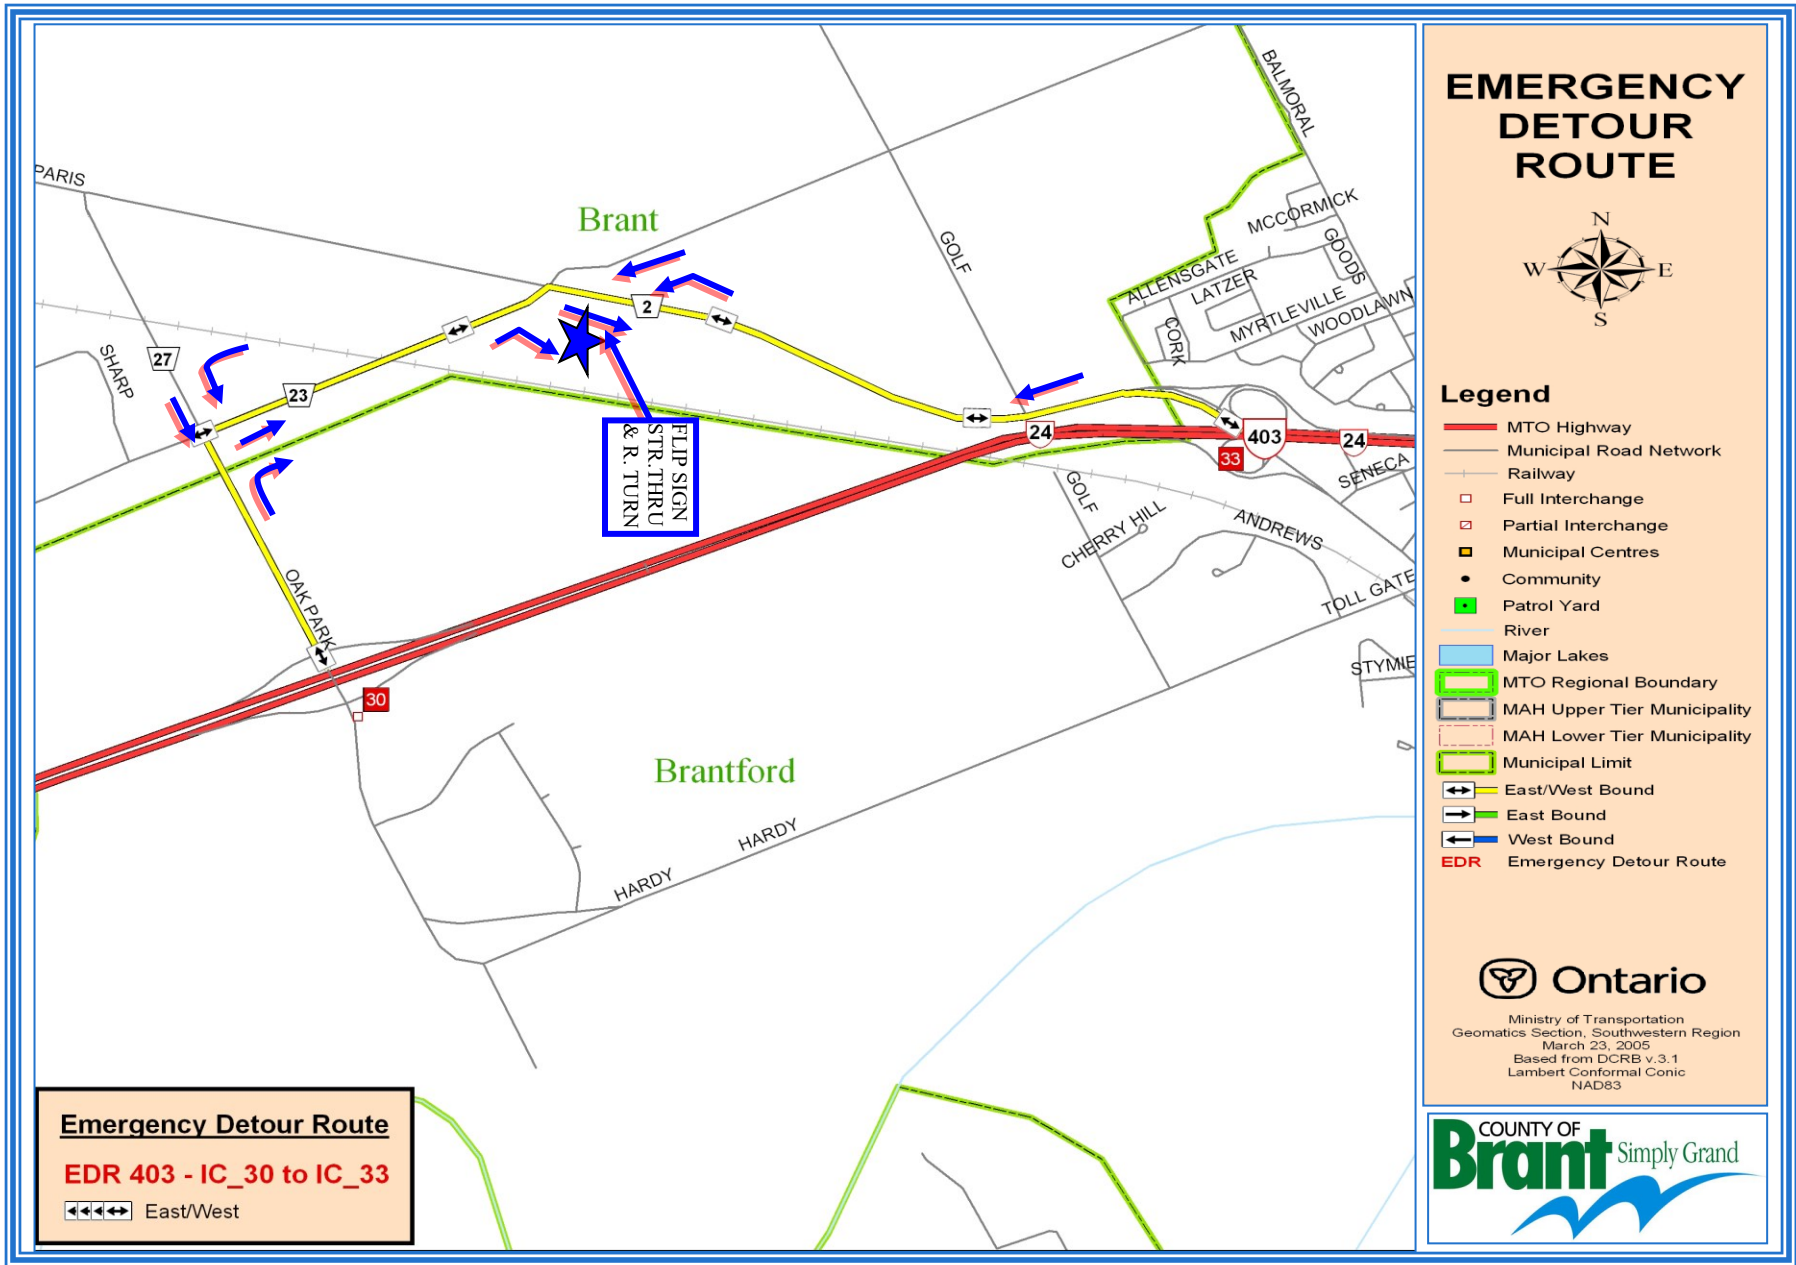 PARIS
BALMORAL
Brant
MCCORMICK
GOLF
GOODS
ALLENSGATE
LATZER
MYRTLEVILLE
WOODLAWN
CORK
2
27
SHARP
23
24
403
24
33
SENECA
FLIP SIGN
STR.THRU
& R. TURN
GOLF
CHERRY HILL
ANDREWS
TOLL GATE
OAK PARK
STYMIE
30
Brantford
HARDY
HARDY
Emergency Detour Route
EDR 403 - IC_30 to IC_33
East/West
EMERGENCY
DETOUR
ROUTE
N
W E
S
Legend
MTO Highway
Municipal Road Network
Railway
Full Interchange
Partial Interchange
Municipal Centres
Community
Patrol Yard
River
Major Lakes
MTO Regional Boundary
MAH Upper Tier Municipality
MAH Lower Tier Municipality
Municipal Limit
East/West Bound
East Bound
West Bound
EDR Emergency Detour Route
Ontario
Ministry of Transportation
Geomatics Section, Southwestern Region
March 23, 2005
Based from DCRB v.3.1
Lambert Conformal Conic
NAD83
COUNTY OF
Brant Simply Grand